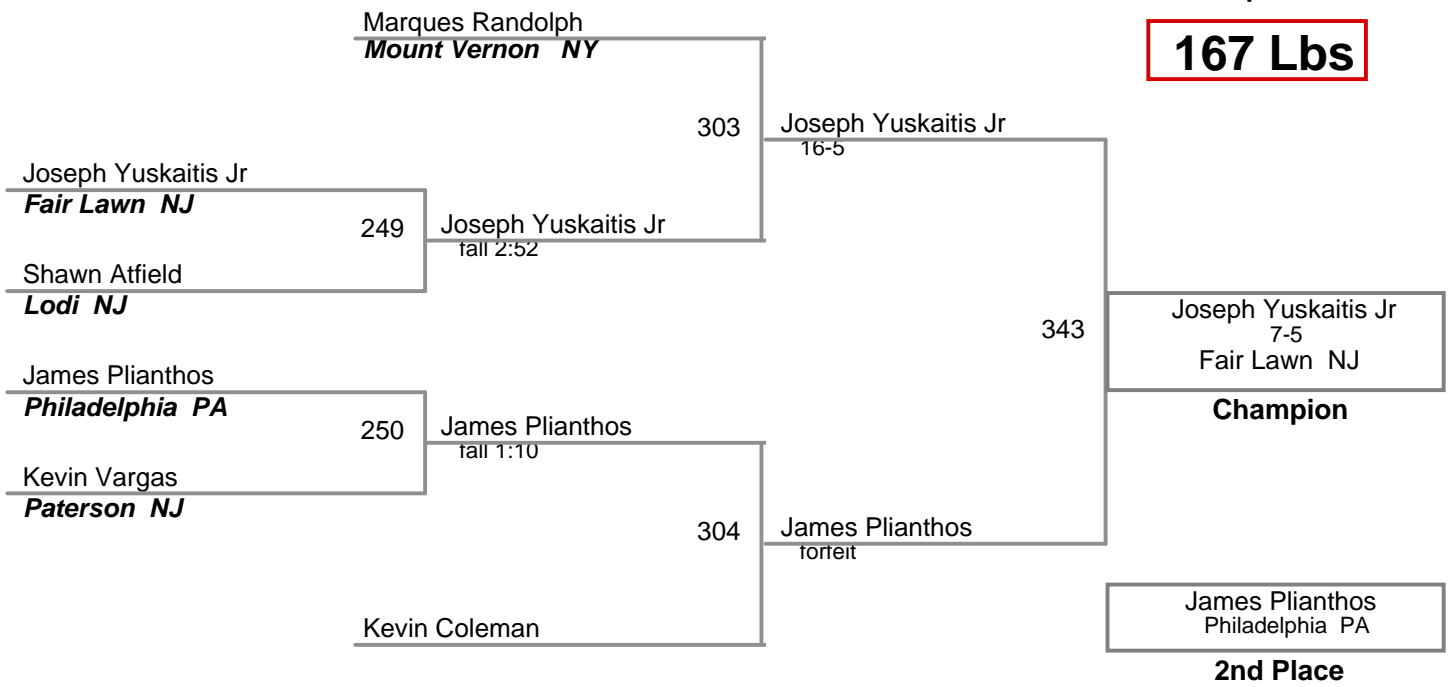 Marques Randolph
Mount Vernon NY
167 Lbs
303
Joseph Yuskaitis Jr
16-5
Joseph Yuskaitis Jr
Fair Lawn NJ
249
Joseph Yuskaitis Jr
fall 2:52
Shawn Atfield
Lodi NJ
343
Joseph Yuskaitis Jr
7-5
Fair Lawn NJ
Champion
James Plianthos
Philadelphia PA
250
James Plianthos
fall 1:10
Kevin Vargas
Paterson NJ
304
James Plianthos
forfeit
Kevin Coleman
James Plianthos
Philadelphia PA
2nd Place